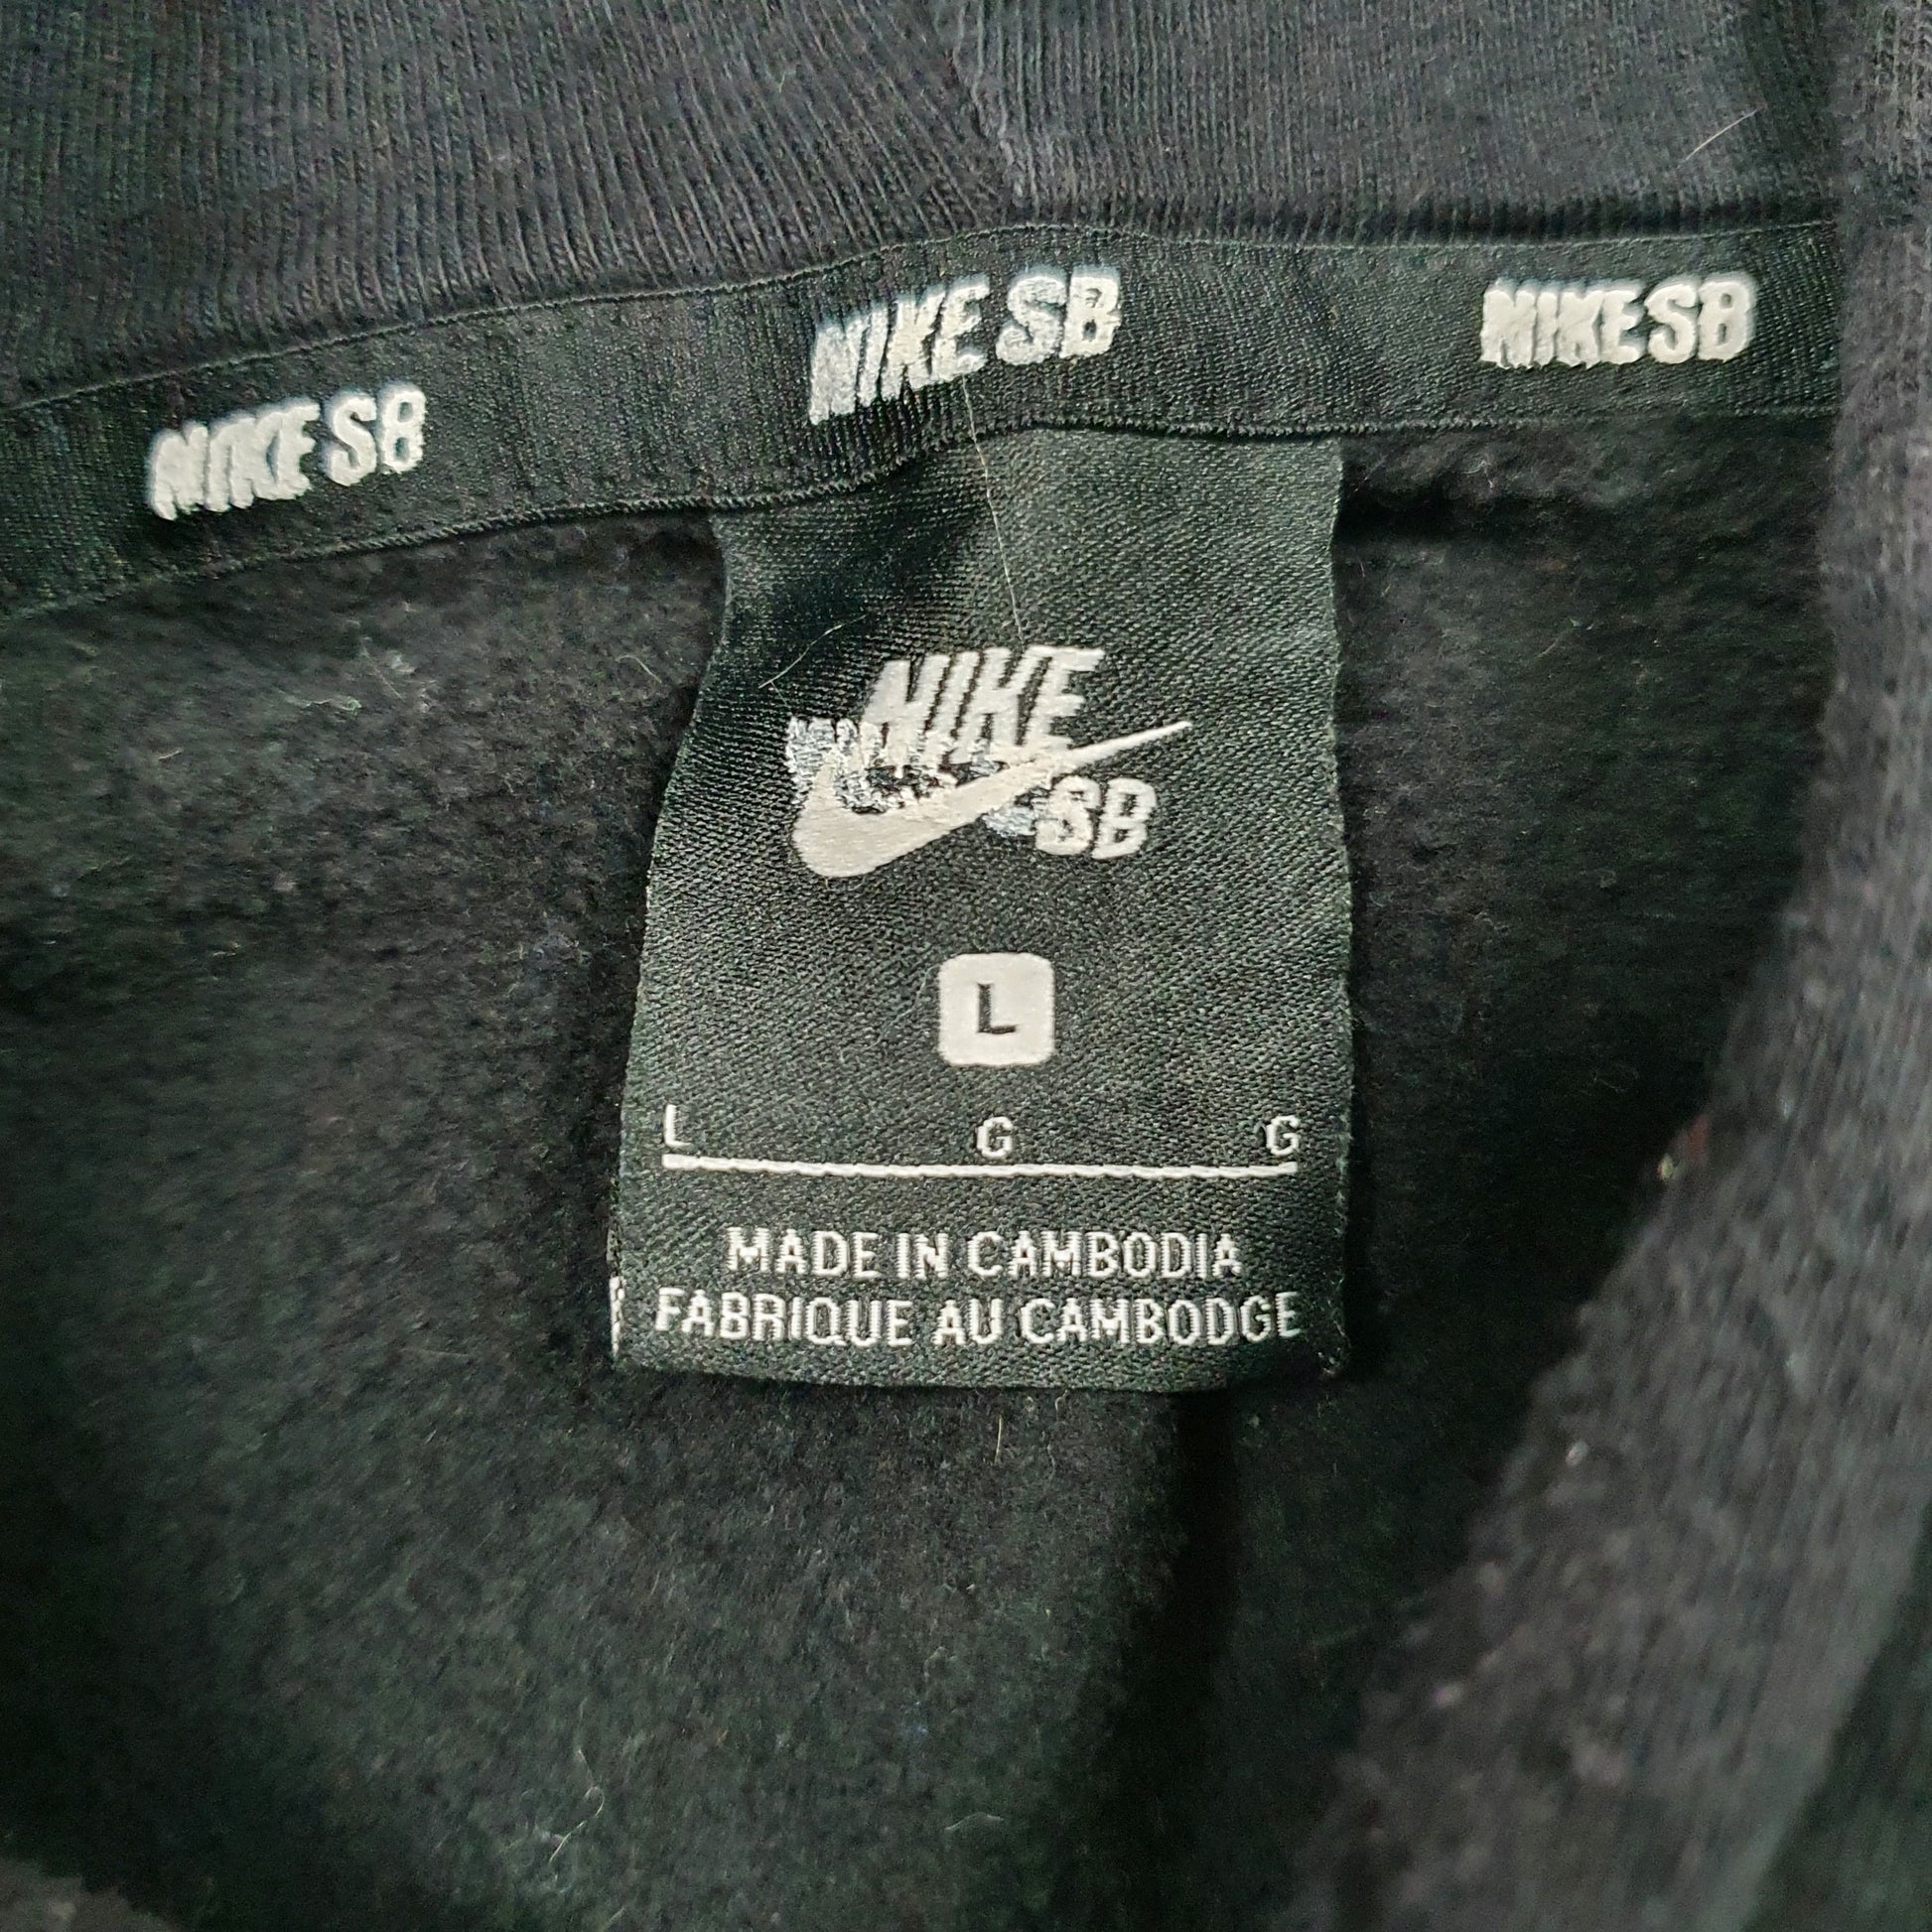 NIKE SB NIKE SB NIKE SB
NIKE
SB
L
L G G
MADE IN CAMBODIA
FABRIQUE AU CAMBODGE